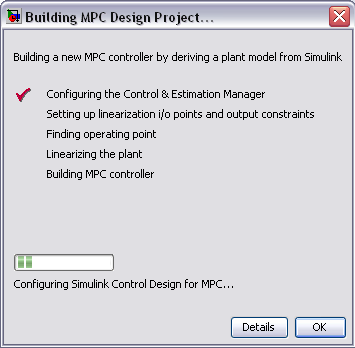 Building MPC Design Project...
Building a new MPC controller by deriving a plant model from Simulink
Configuring the Control & Estimation Manager
Setting up linearization i/o points and output constraints
Finding operating point
Linearizing the plant
Building MPC controller
Configuring Simulink Control Design for MPC...
Details
OK